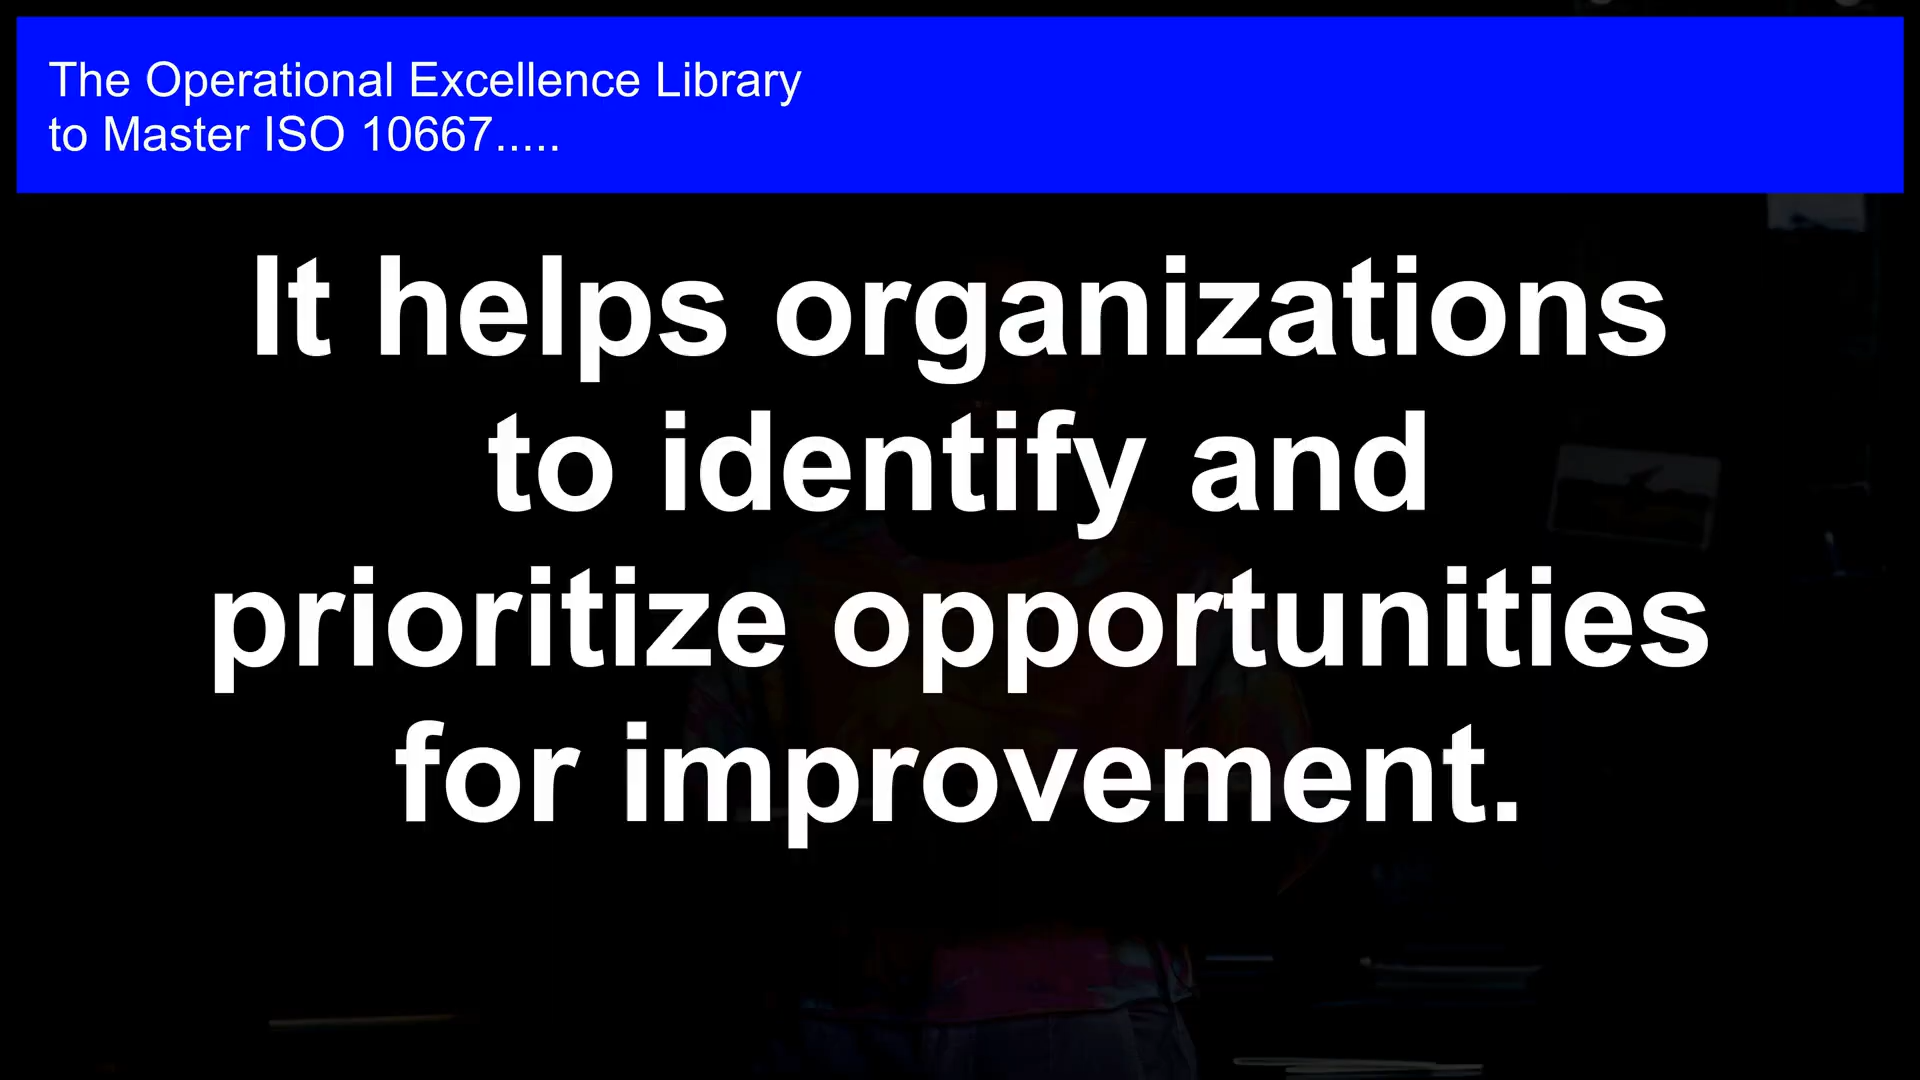 The Operational Excellence Library
to Master ISO 10667.....
It helps organizations
to identify and
prioritize opportunities
for improvement.